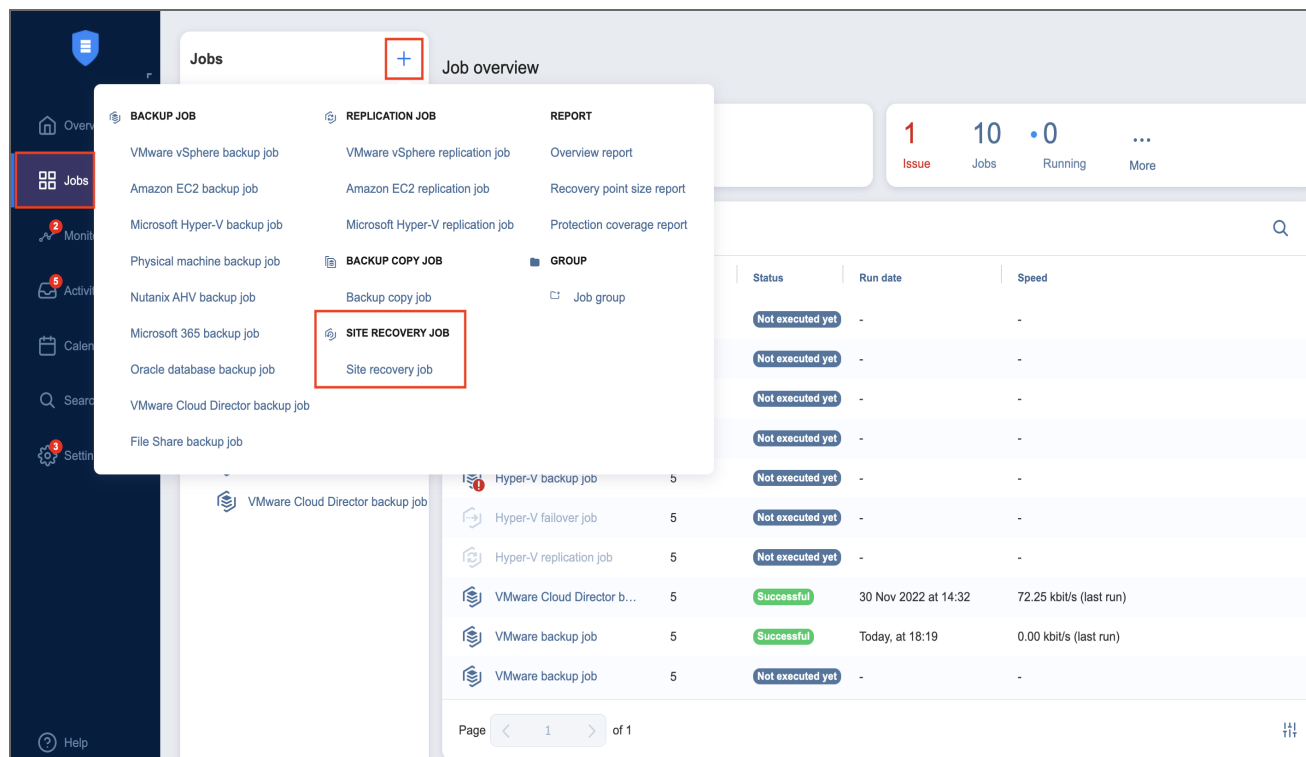 Jobs
+
Job overview
BACKUP JOB
VMware vSphere backup job
Amazon EC2 backup job
Microsoft Hyper-V backup job
Physical machine backup job
Nutanix AHV backup job
Microsoft 365 backup job
Oracle database backup job
VMware Cloud Director backup job
File Share backup job
REPLICATION JOB
VMware vSphere replication job
Amazon EC2 replication job
Microsoft Hyper-V replication job
BACKUP COPY JOB
Backup copy job
SITE RECOVERY JOB
Site recovery job
REPORT
Overview report
Recovery point size report
Protection coverage report
GROUP
Job group
Overv
Jobs
2
Monit
5
Activit
Calen
Searc
3
Settin
Help
VMware Cloud Director backup job
1 10 0 ...
Issue Jobs Running More
Status Run date Speed
Not executed yet - -
Not executed yet - -
Not executed yet - -
Not executed yet - -
Hyper-V backup job 5 Not executed yet - -
Hyper-V failover job 5 Not executed yet - -
Hyper-V replication job 5 Not executed yet - -
VMware Cloud Director b... 5 Successful 30 Nov 2022 at 14:32 72.25 kbit/s (last run)
VMware backup job 5 Successful Today, at 18:19 0.00 kbit/s (last run)
VMware backup job 5 Not executed yet - -
Page < 1 > of 1